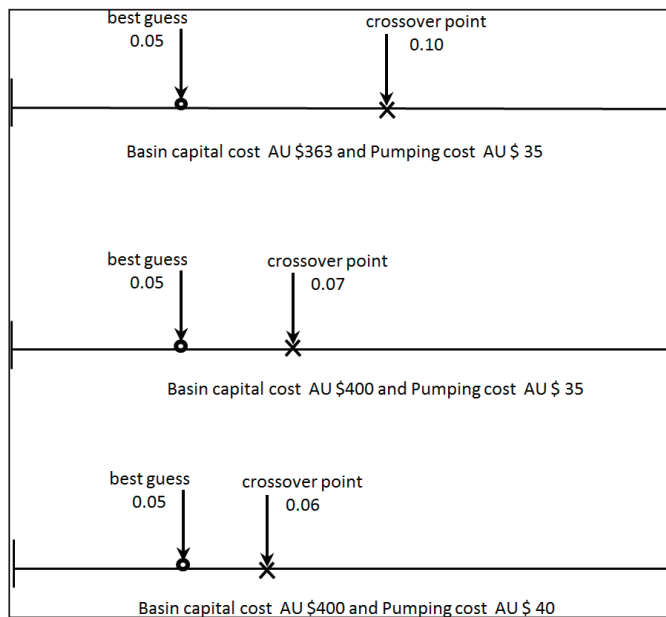 best guess
0.05
crossover point
0.10
Basin capital cost AU $363 and Pumping cost AU $ 35
best guess
0.05
crossover point
0.07
Basin capital cost AU $400 and Pumping cost AU $ 35
best guess
0.05
crossover point
0.06
Basin capital cost AU $400 and Pumping cost AU $ 40